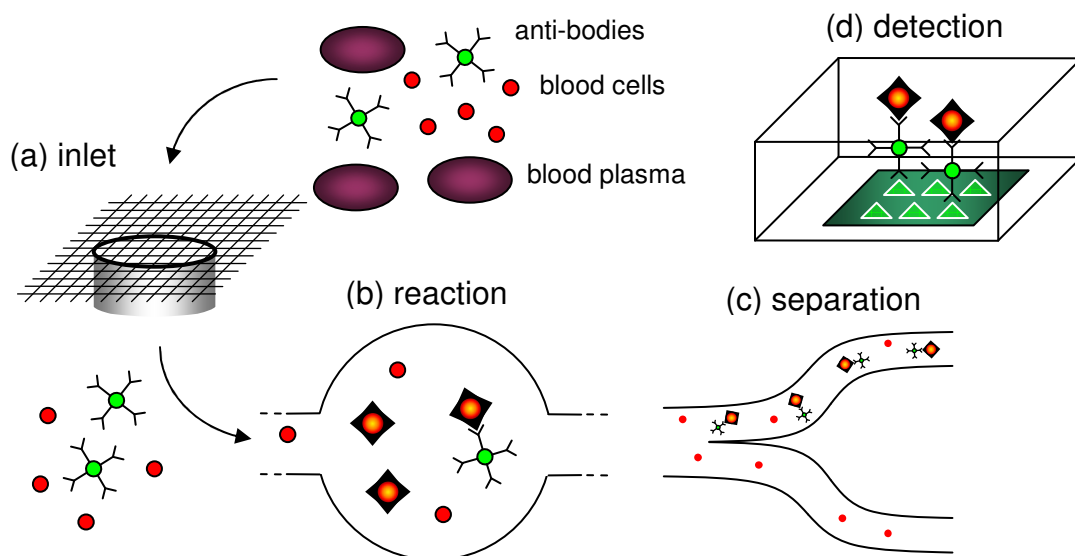 anti-bodies
(d) detection
blood cells
(a) inlet
blood plasma
(b) reaction
(c) separation